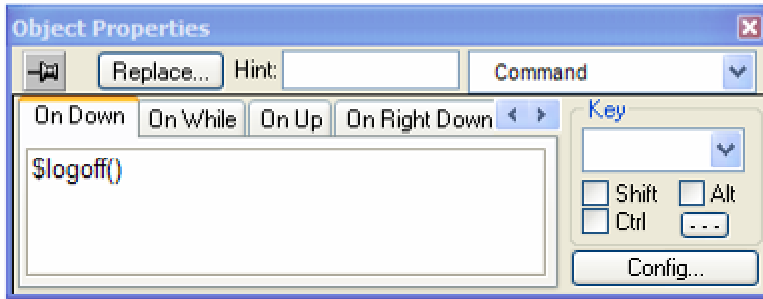 Object Properties
Replace... Hint: Command
On Down On While On Up On Right Down Key
$logoff()
Shift Alt
Ctrl ...
Config...